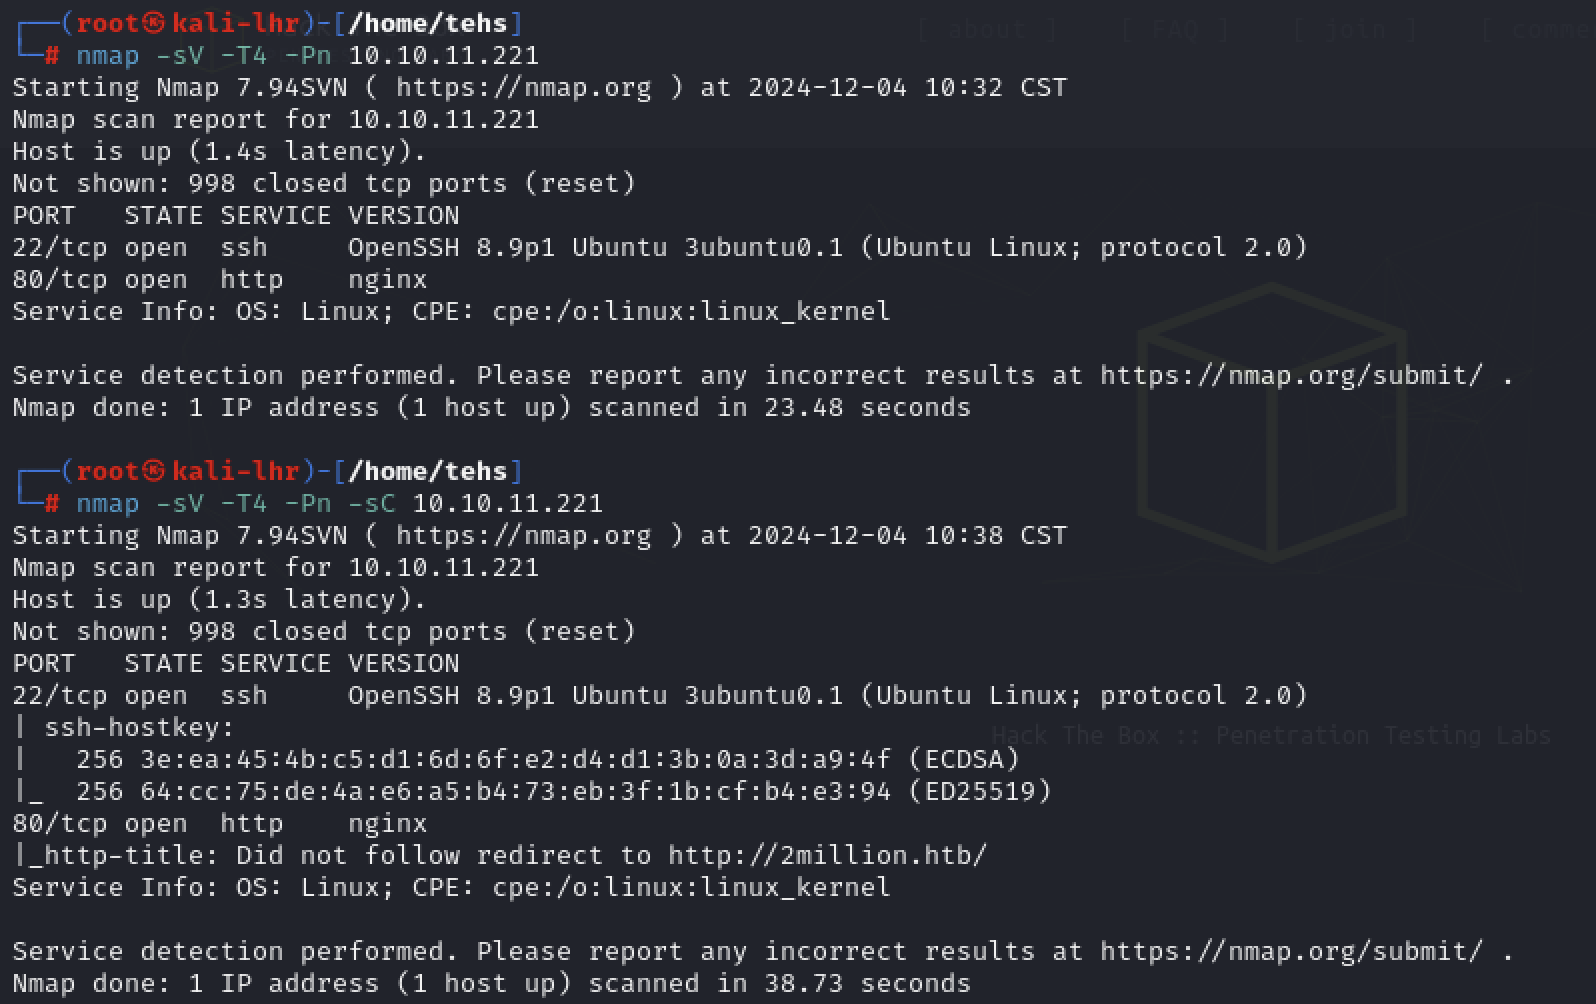 [ about ] [ FAQ ] [ join ] [ comme
┌──(root㉿kali-lhr)-[/home/tehs]
└─# nmap -sV -T4 -Pn 10.10.11.221
Starting Nmap 7.94SVN ( https://nmap.org ) at 2024-12-04 10:32 CST
Nmap scan report for 10.10.11.221
Host is up (1.4s latency).
Not shown: 998 closed tcp ports (reset)
PORT   STATE SERVICE VERSION
22/tcp open  ssh     OpenSSH 8.9p1 Ubuntu 3ubuntu0.1 (Ubuntu Linux; protocol 2.0)
80/tcp open  http    nginx
Service Info: OS: Linux; CPE: cpe:/o:linux:linux_kernel
Service detection performed. Please report any incorrect results at https://nmap.org/submit/ .
Nmap done: 1 IP address (1 host up) scanned in 23.48 seconds
┌──(root㉿kali-lhr)-[/home/tehs]
└─# nmap -sV -T4 -Pn -sC 10.10.11.221
Starting Nmap 7.94SVN ( https://nmap.org ) at 2024-12-04 10:38 CST
Nmap scan report for 10.10.11.221
Host is up (1.3s latency).
Not shown: 998 closed tcp ports (reset)
PORT   STATE SERVICE VERSION
22/tcp open  ssh     OpenSSH 8.9p1 Ubuntu 3ubuntu0.1 (Ubuntu Linux; protocol 2.0)
| ssh-hostkey:
Hack The Box :: Penetration Testing Labs
|   256 3e:ea:45:4b:c5:d1:6d:6f:e2:d4:d1:3b:0a:3d:a9:4f (ECDSA)
|_  256 64:cc:75:de:4a:e6:a5:b4:73:eb:3f:1b:cf:b4:e3:94 (ED25519)
80/tcp open  http    nginx
|_http-title: Did not follow redirect to http://2million.htb/
Service Info: OS: Linux; CPE: cpe:/o:linux:linux_kernel
Service detection performed. Please report any incorrect results at https://nmap.org/submit/ .
Nmap done: 1 IP address (1 host up) scanned in 38.73 seconds